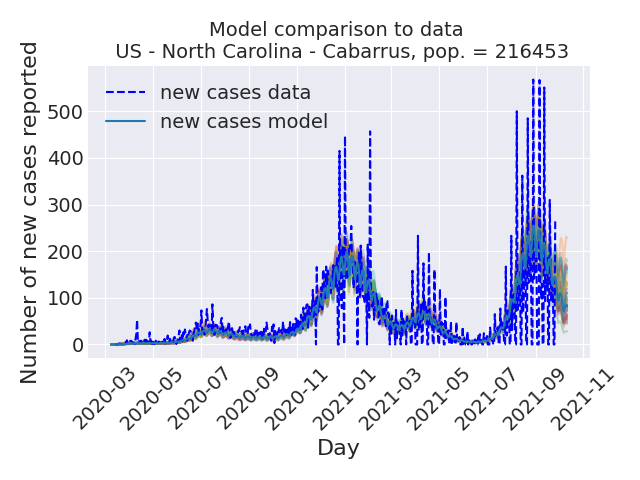 Model comparison to data
US - North Carolina - Cabarrus, pop. = 216453
Number of new cases reported
500
400
300
200
100
0
new cases data
new cases model
2020-03
2020-05
2020-07
2020-09
2020-11
2021-01
2021-03
2021-05
2021-07
2021-09
2021-11
Day